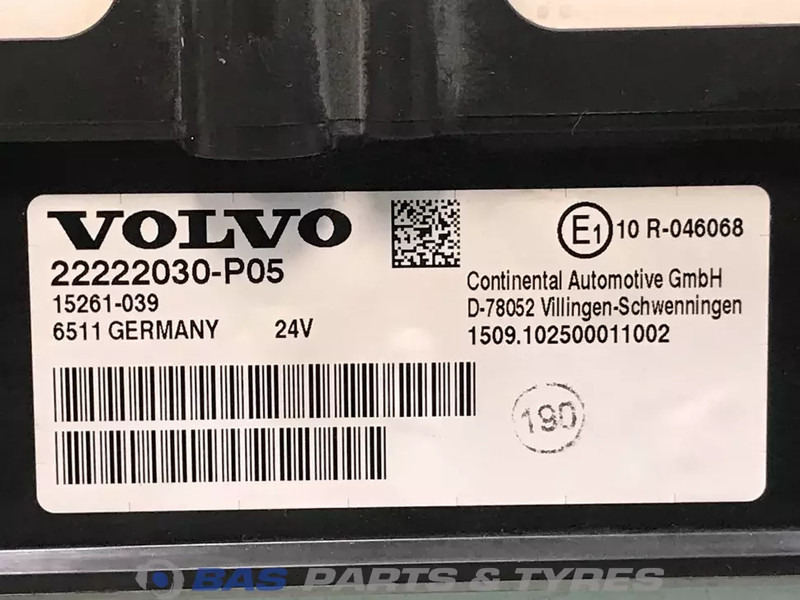 VOLVO
22222030-P05
15261-039
6511 GERMANY 24V
E1 10 R-046068
Continental Automotive GmbH
D-78052 Villingen-Schwenningen
1509.102500011002
190
BAS PARTS & TYRES